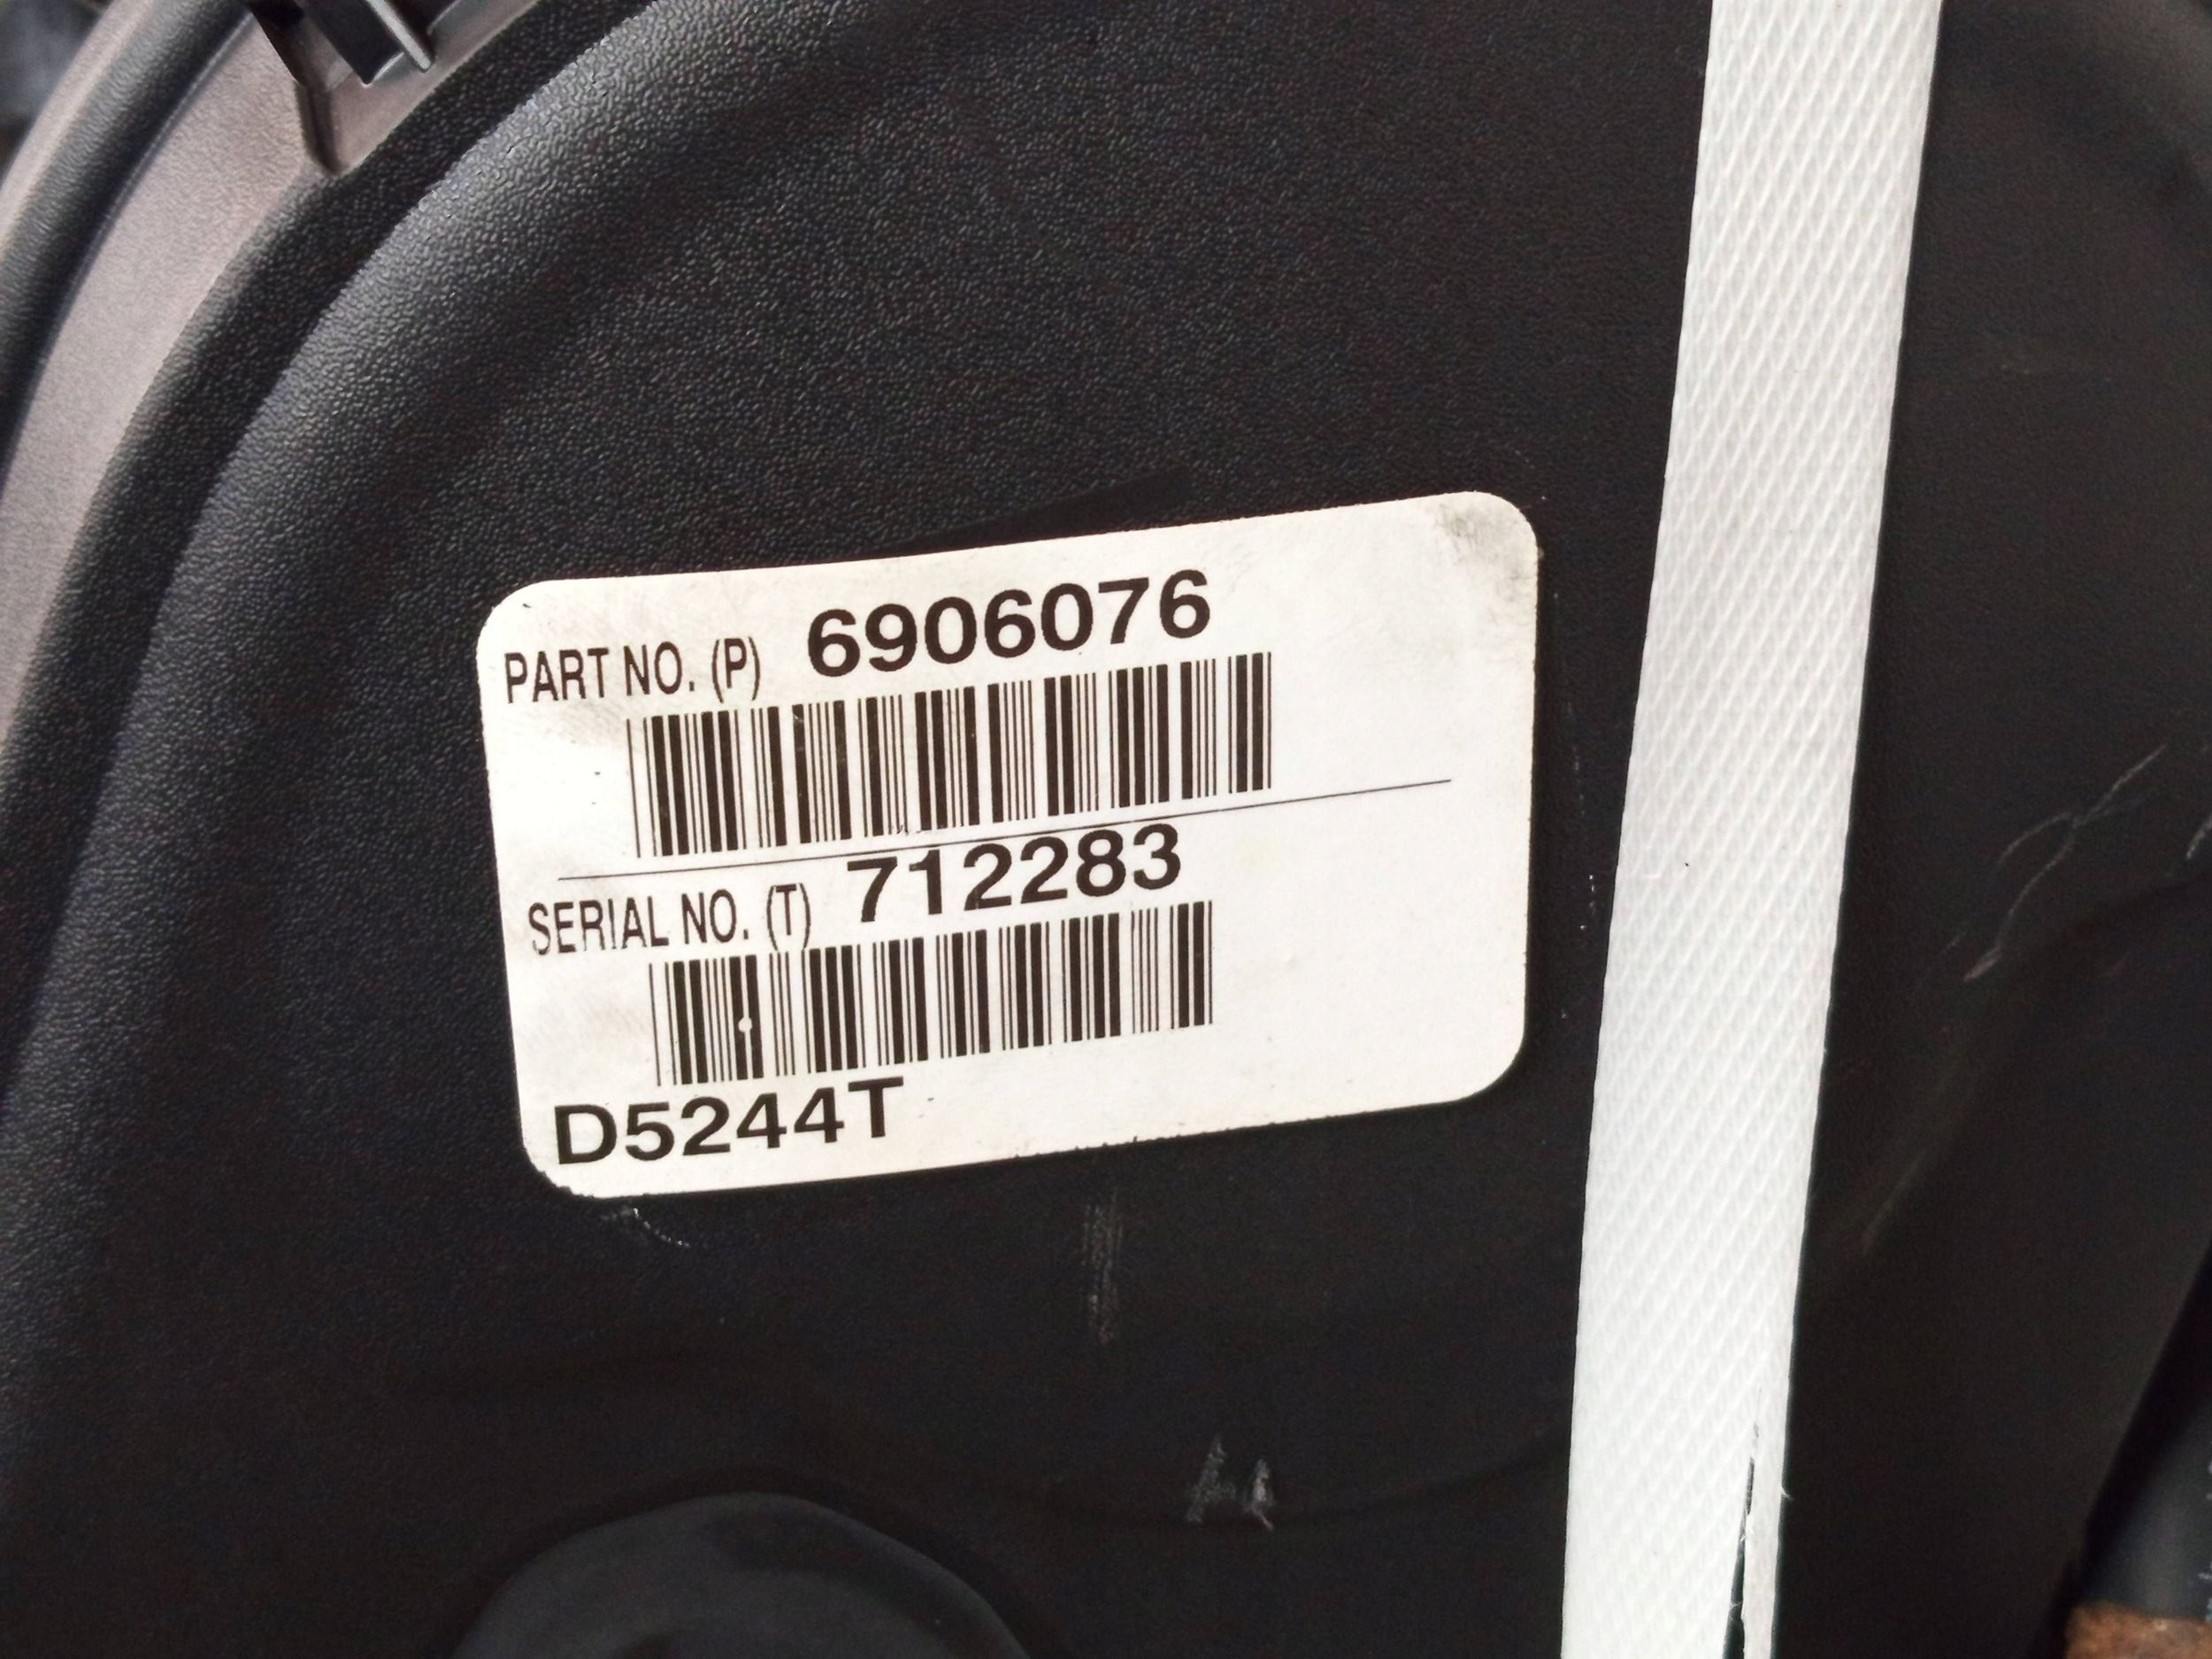 PART NO. (P) 6906076
SERIAL NO. (T) 712283
D5244T